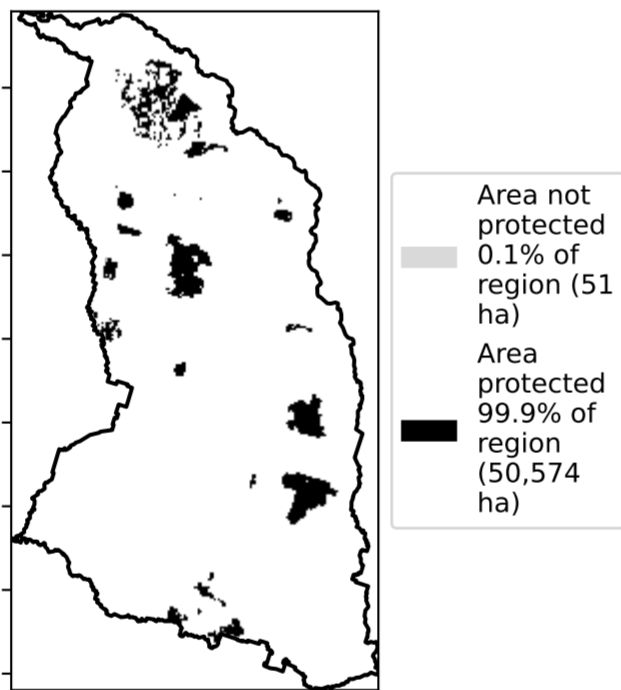 Area not
protected
0.1% of
region (51
ha)
Area
protected
99.9% of
region
(50,574
ha)